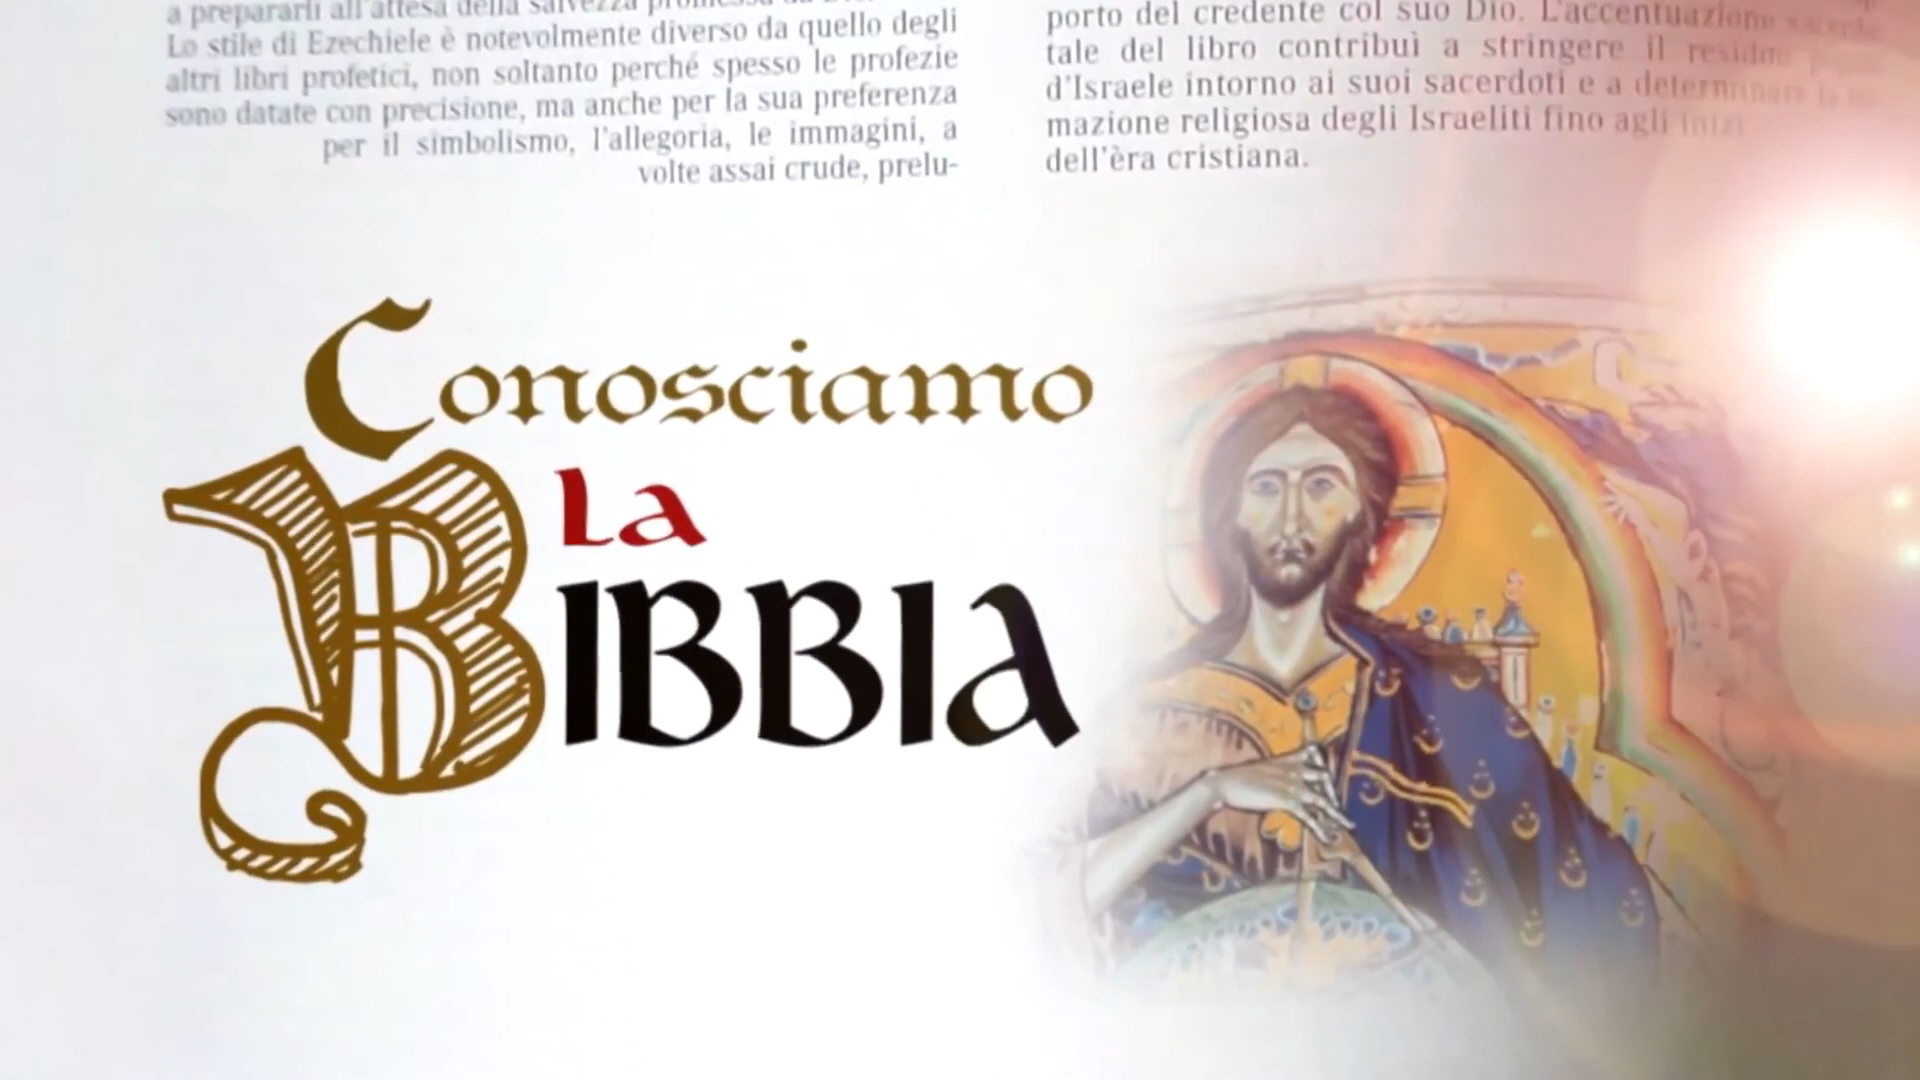 a prepararli all'attesa della salvezza promessa da
Lo stile di Ezechiele è notevolmente diverso da quello degli
altri libri profetici, non soltanto perché spesso le profezie
sono datate con precisione, ma anche per la sua preferenza
per il simbolismo, l'allegoria, le immagini, a
volte assai crude, prelu-
porto del credente col suo Dio. L'accentuazione
tale del libro contribuì a stringere il
d'Israele intorno ai suoi sacerdoti e a
mazione religiosa degli Israeliti fino agli
dell'èra cristiana.
Conosciamo
La
BIBBIA